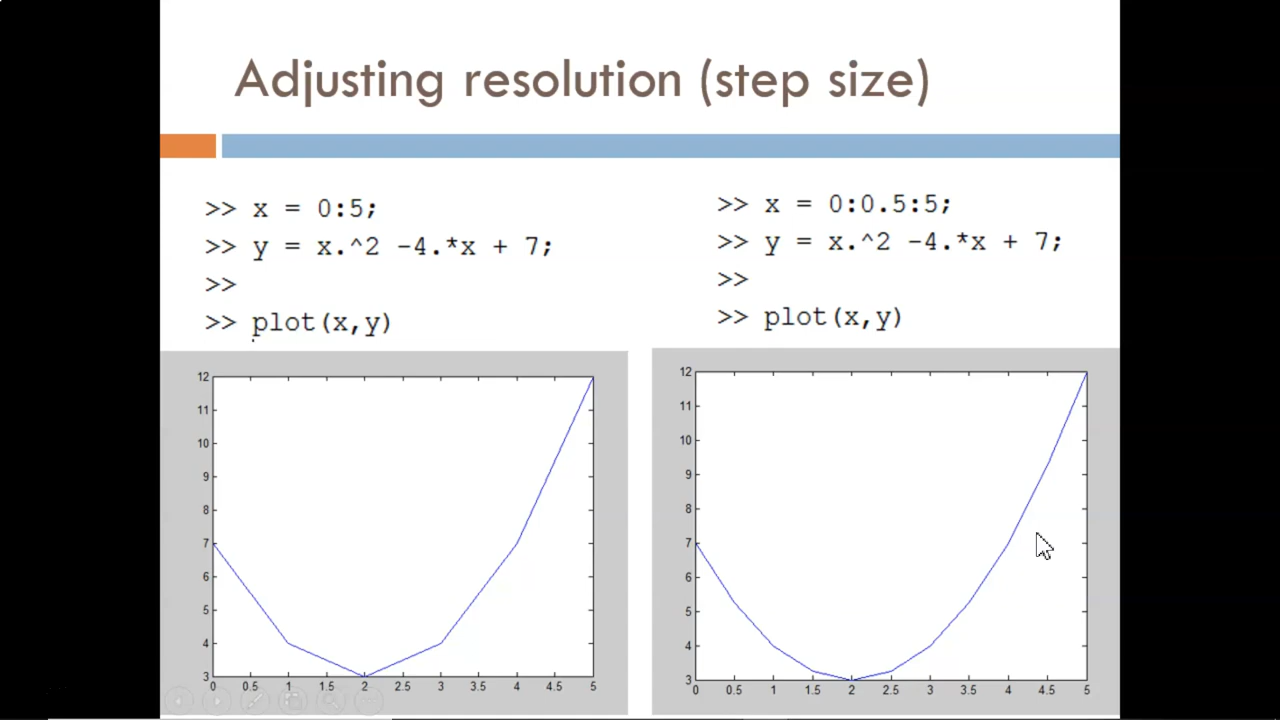 Adjusting resolution (step size)
>> x = 0:5;
>> y = x.^2 -4.*x + 7;
>>
>> plot(x,y)
>> x = 0:0.5:5;
>> y = x.^2 -4.*x + 7;
>>
>> plot(x,y)
12
11
10
9
8
7
6
5
4
3
0 0.5 1 1.5 2 2.5 3 3.5 4 4.5 5
12
11
10
9
8
7
6
5
4
3
0 0.5 1 1.5 2 2.5 3 3.5 4 4.5 5